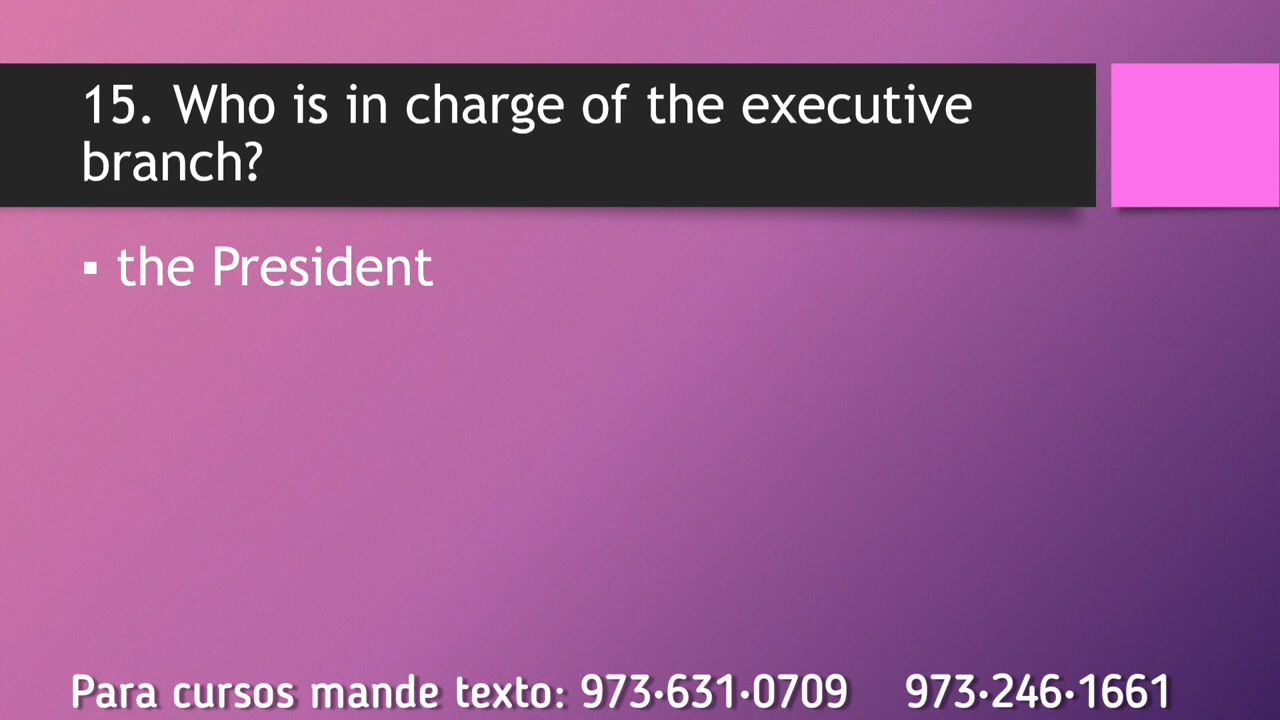 15. Who is in charge of the executive
branch?
▪ the President
Para cursos mande texto: 973·631·0709 973·246·1661